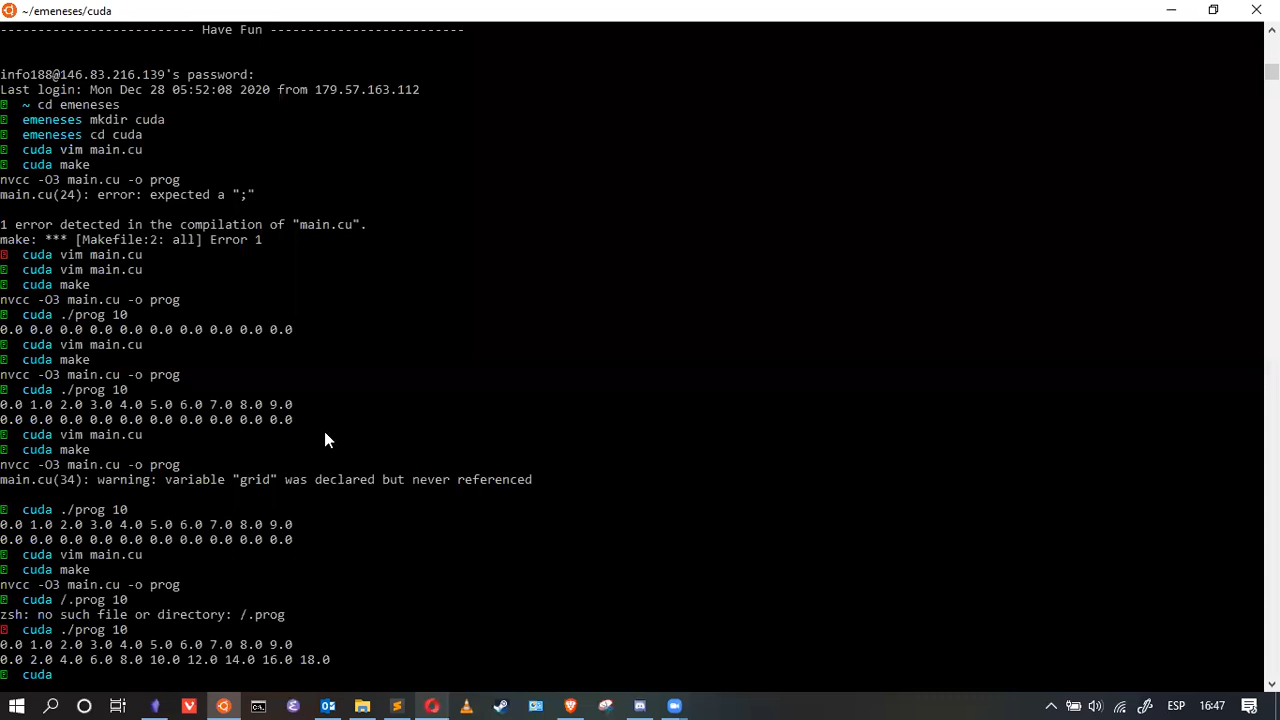 ~/emeneses/cuda
-------------------------- Have Fun --------------------------
info188@146.83.216.139's password:
Last login: Mon Dec 28 05:52:08 2020 from 179.57.163.112
~ cd emeneses
emeneses mkdir cuda
emeneses cd cuda
cuda vim main.cu
cuda make
nvcc -O3 main.cu -o prog
main.cu(24): error: expected a ";"
1 error detected in the compilation of "main.cu".
make: *** [Makefile:2: all] Error 1
cuda vim main.cu
cuda vim main.cu
cuda make
nvcc -O3 main.cu -o prog
cuda ./prog 10
0.0 0.0 0.0 0.0 0.0 0.0 0.0 0.0 0.0 0.0
cuda vim main.cu
cuda make
nvcc -O3 main.cu -o prog
cuda ./prog 10
0.0 1.0 2.0 3.0 4.0 5.0 6.0 7.0 8.0 9.0
0.0 0.0 0.0 0.0 0.0 0.0 0.0 0.0 0.0 0.0
cuda vim main.cu
cuda make
nvcc -O3 main.cu -o prog
main.cu(34): warning: variable "grid" was declared but never referenced
cuda ./prog 10
0.0 1.0 2.0 3.0 4.0 5.0 6.0 7.0 8.0 9.0
0.0 0.0 0.0 0.0 0.0 0.0 0.0 0.0 0.0 0.0
cuda vim main.cu
cuda make
nvcc -O3 main.cu -o prog
cuda /.prog 10
zsh: no such file or directory: /.prog
cuda ./prog 10
0.0 1.0 2.0 3.0 4.0 5.0 6.0 7.0 8.0 9.0
0.0 2.0 4.0 6.0 8.0 10.0 12.0 14.0 16.0 18.0
cuda
ESP 16:47